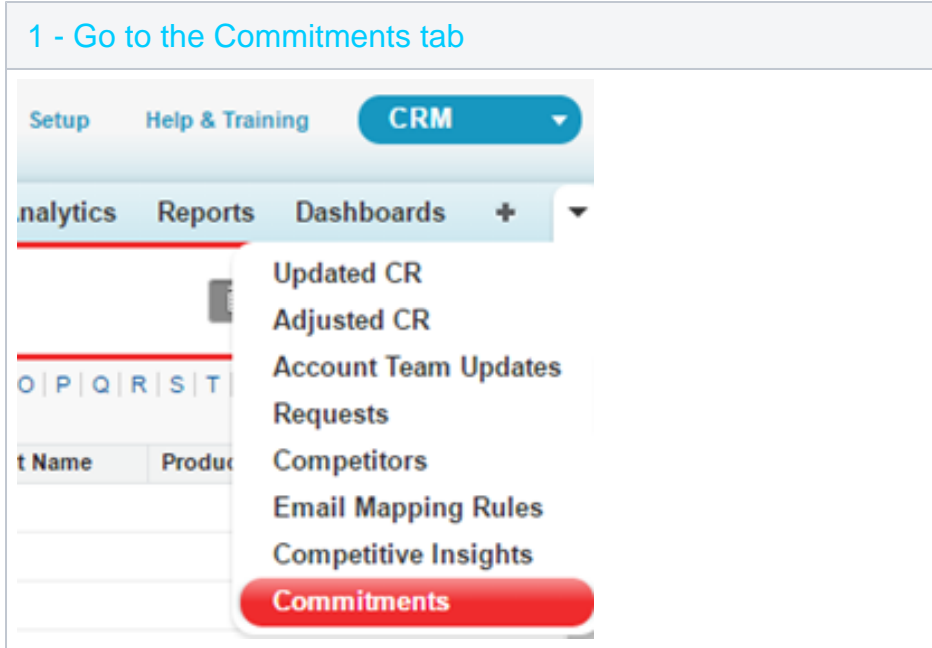 1 - Go to the Commitments tab
Setup Help & Training CRM
nalytics Reports Dashboards +
Updated CR
Adjusted CR
Account Team Updates
O | P | Q | R | S | T |
Requests
t Name Produc
Competitors
Email Mapping Rules
Competitive Insights
Commitments